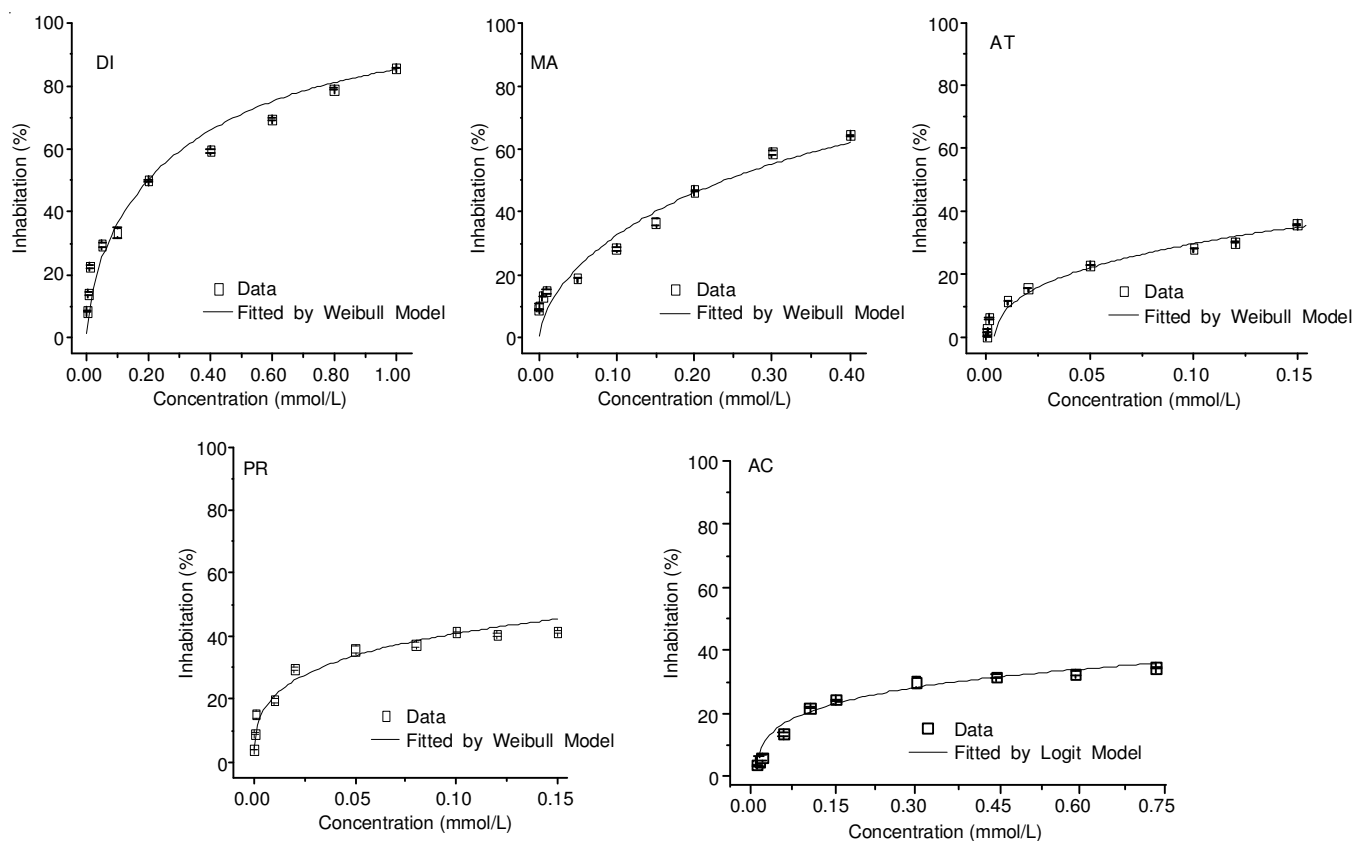 DI
100
80
60
40
20
0
Inhabitation (%)
Data
Fitted by Weibull Model
0.00 0.20 0.40 0.60 0.80 1.00
Concentration (mmol/L)
MA
100
80
60
40
20
0
Inhabitation (%)
Data
Fitted by Weibull Model
0.00 0.10 0.20 0.30 0.40
Concentration (mmol/L)
AT
100
80
60
40
20
0
Inhabitation (%)
Data
Fitted by Weibull Model
0.00 0.05 0.10 0.15
Concentration (mmol/L)
PR
100
80
60
40
20
0
Inhabitation (%)
Data
Fitted by Weibull Model
0.00 0.05 0.10 0.15
Concentration (mmol/L)
AC
100
80
60
40
20
0
Inhabitation (%)
Data
Fitted by Logit Model
0.00 0.15 0.30 0.45 0.60 0.75
Concentration (mmol/L)